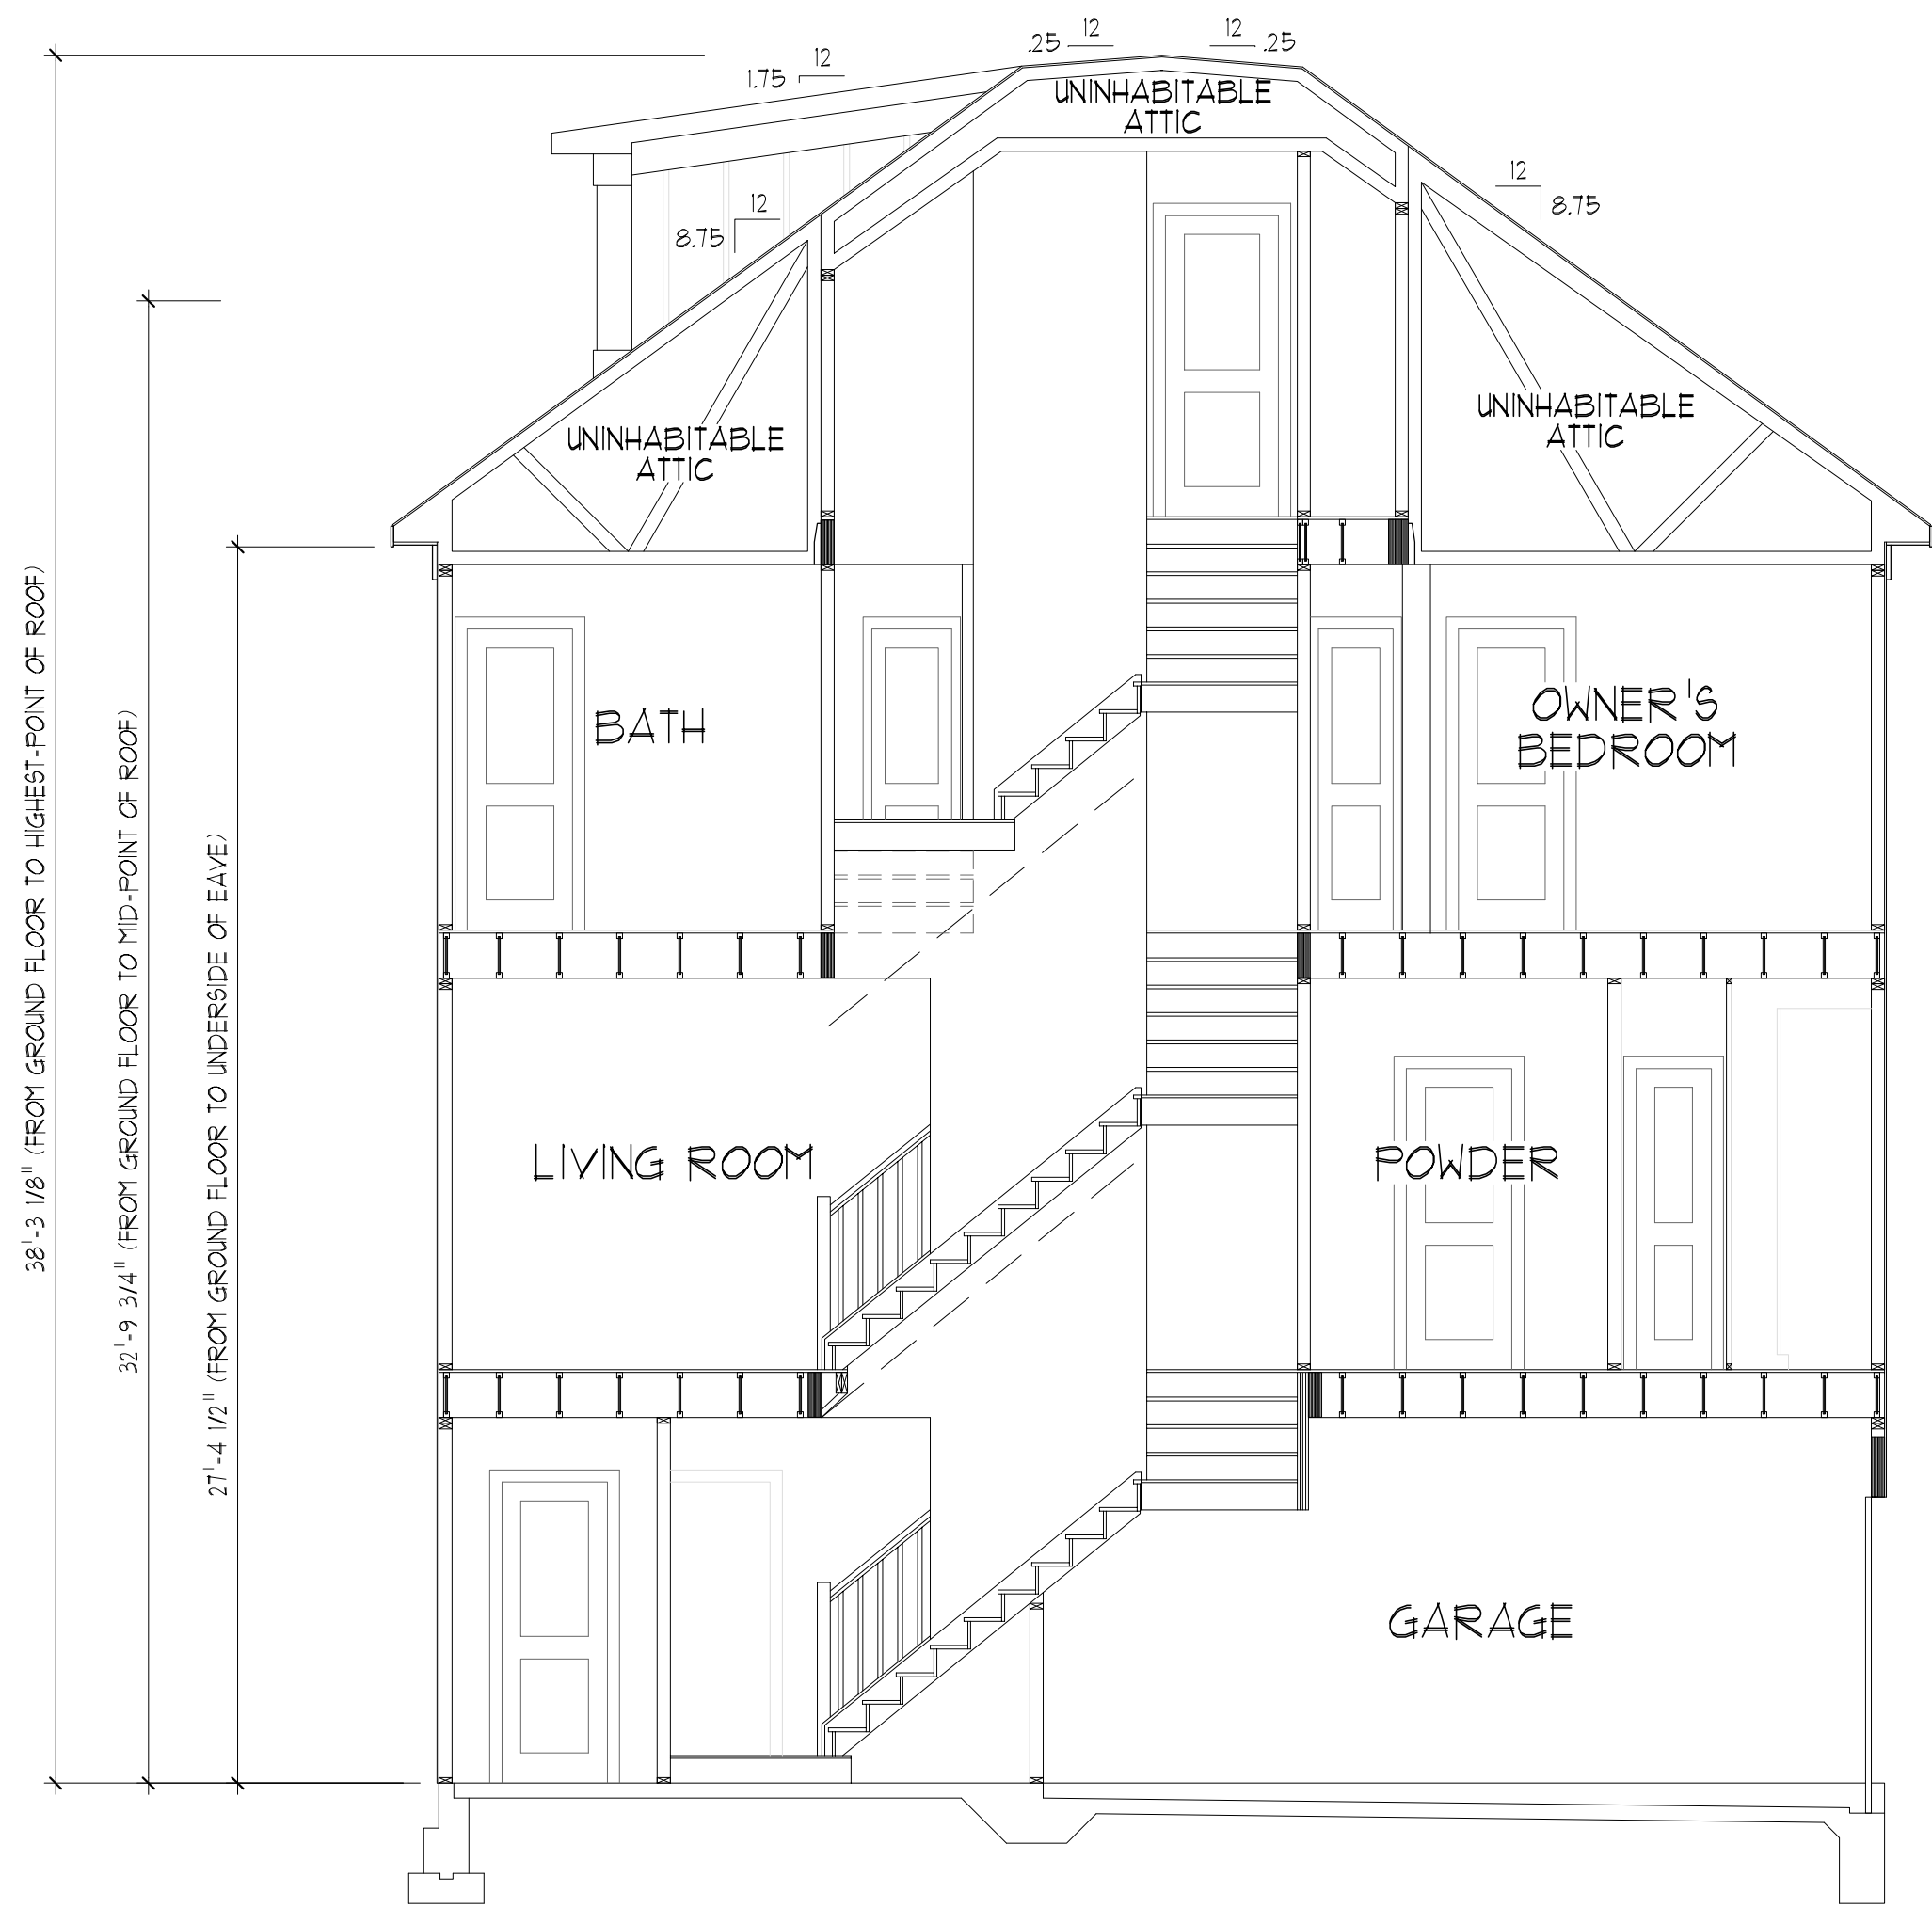 12
.25
12
.25
12
1.75
UNINHABITABLE
ATTIC
12
8.75
12
8.75
UNINHABITABLE
ATTIC
UNINHABITABLE
ATTIC
38'-3 1/8" (FROM GROUND FLOOR TO HIGHEST-POINT OF ROOF)
32'-9 3/4" (FROM GROUND FLOOR TO MID-POINT OF ROOF)
27'-4 1/2" (FROM GROUND FLOOR TO UNDERSIDE OF EAVE)
BATH
OWNER'S
BEDROOM
LIVING ROOM
POWDER
GARAGE